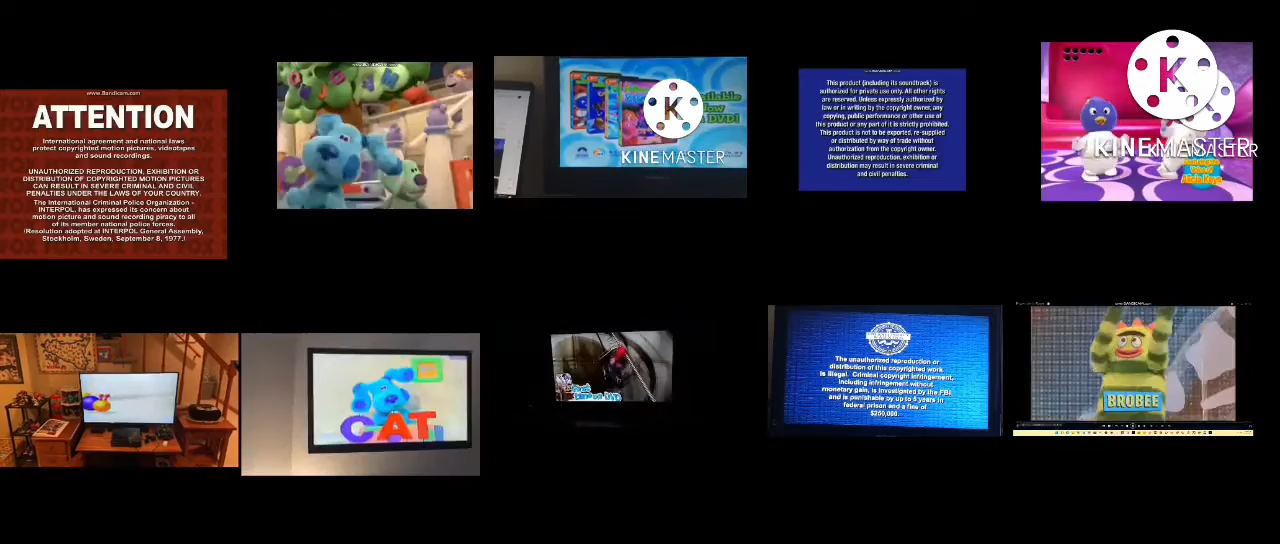 www.Bandicam.com
ATTENTION
International agreement and national laws
protect copyrighted motion pictures, videotapes
and sound recordings.
UNAUTHORIZED REPRODUCTION, EXHIBITION OR
DISTRIBUTION OF COPYRIGHTED MOTION PICTURES
CAN RESULT IN SEVERE CRIMINAL AND CIVIL
PENALTIES UNDER THE LAWS OF YOUR COUNTRY.
The International Criminal Police Organization -
INTERPOL, has expressed its concern about
motion picture and sound recording piracy to all
of its member national police forces.
(Resolution adopted at INTERPOL General Assembly,
Stockholm, Sweden, September 8, 1977.)
Available
Now
DVD!
K
KINEMASTER
This product (including its soundtrack) is
authorized for private use only. All other rights
are reserved. Unless expressly authorized by
law or in writing by the copyright owner, any
copying, public performance or other use of
this product or any part of it is strictly prohibited.
This product is not to be exported, re-supplied
or distributed by way of trade without
authorization from the copyright owner.
Unauthorized reproduction, exhibition or
distribution may result in severe criminal
and civil penalties.
K
KINEMASTER
Alicia Keys
CAT
The unauthorized reproduction or
distribution of this copyrighted work
is illegal. Criminal copyright infringement,
including infringement without
monetary gain, is investigated by the FBI
and is punishable by up to 5 years in
federal prison and a fine of
$250,000.
BROBEE